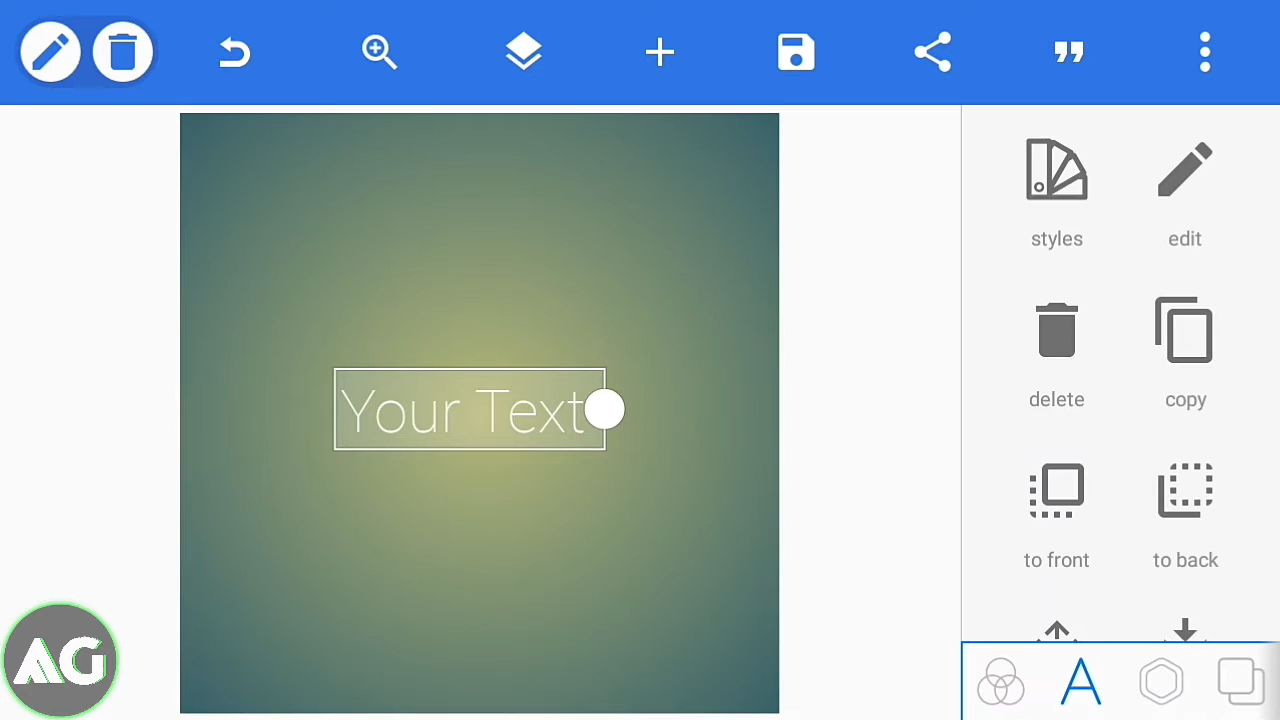 styles
edit
Your Text
delete
copy
to front
to back
AG